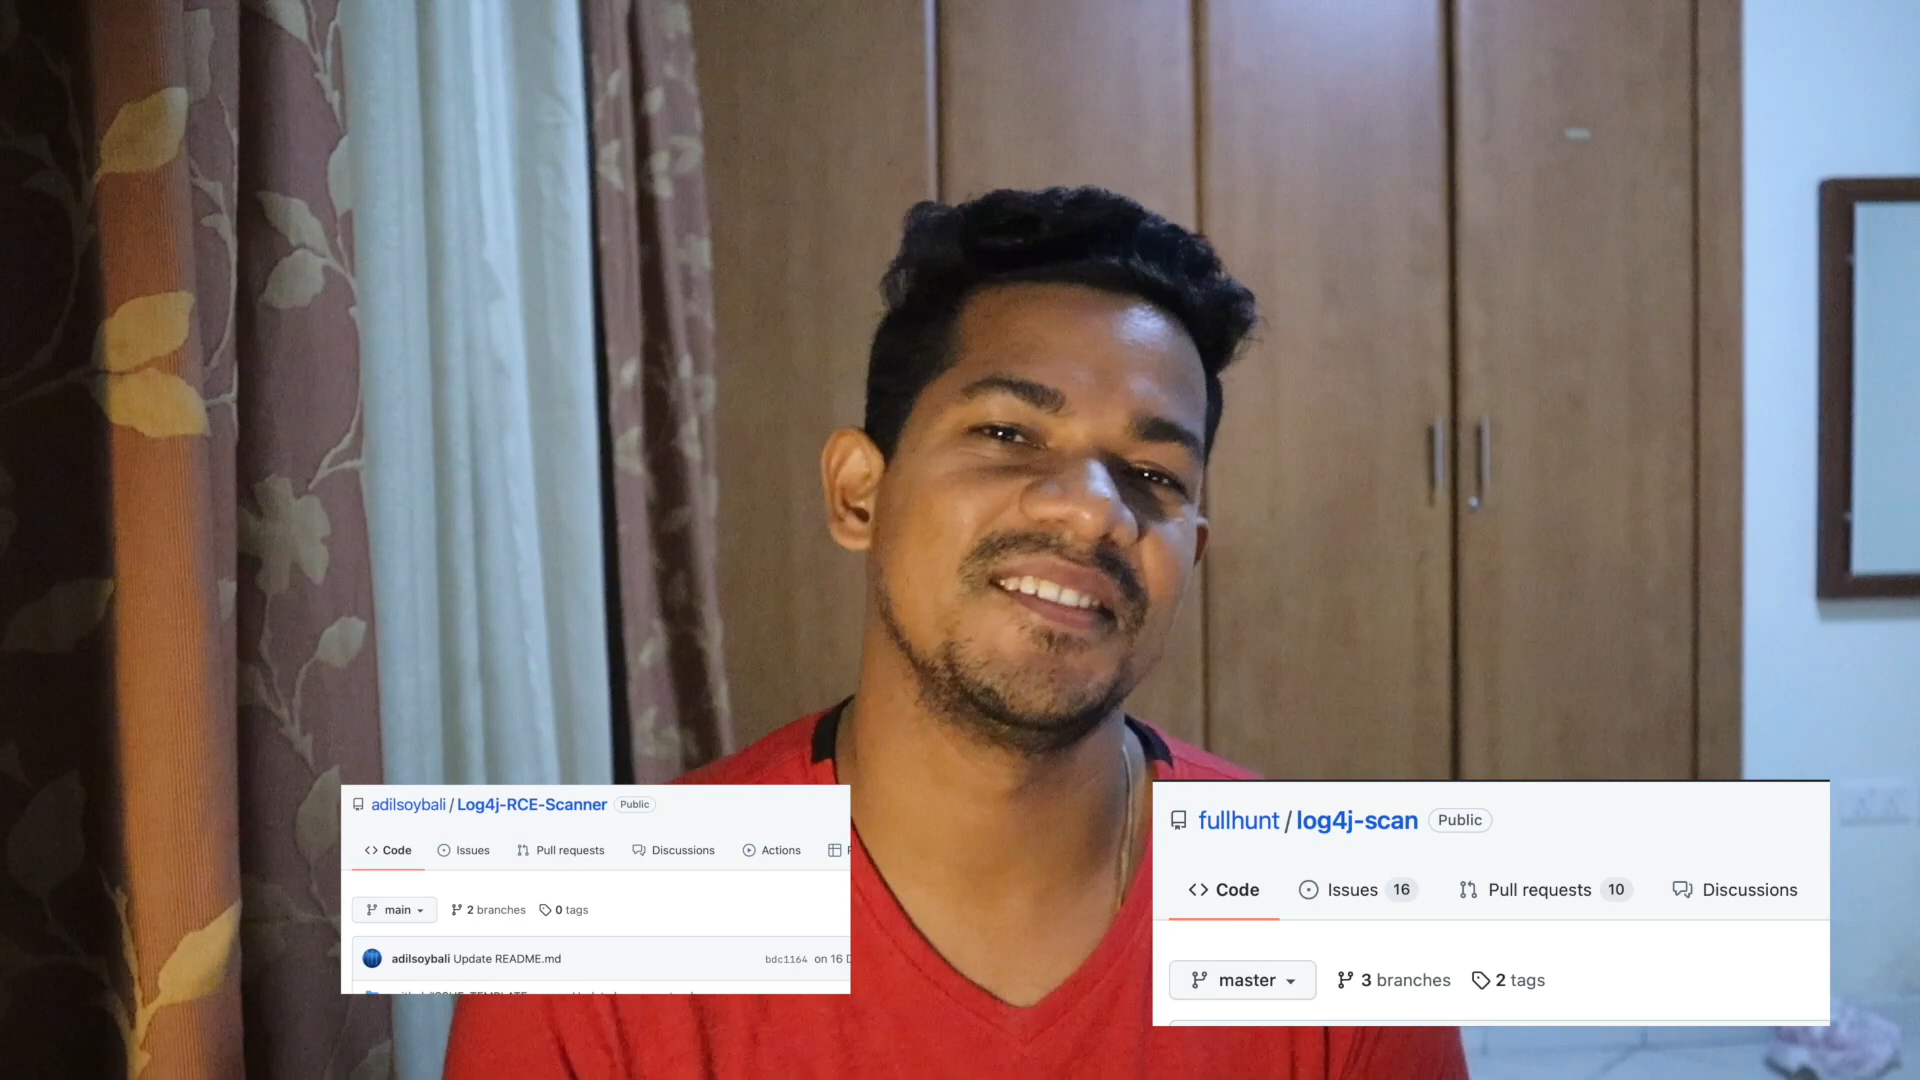 adilsoybali / Log4j-RCE-Scanner Public
Code Issues Pull requests Discussions Actions
main 2 branches 0 tags
adilsoybali Update README.md bdc1164 on 16
fullhunt / log4j-scan Public
Code Issues 16 Pull requests 10 Discussions
master 3 branches 2 tags